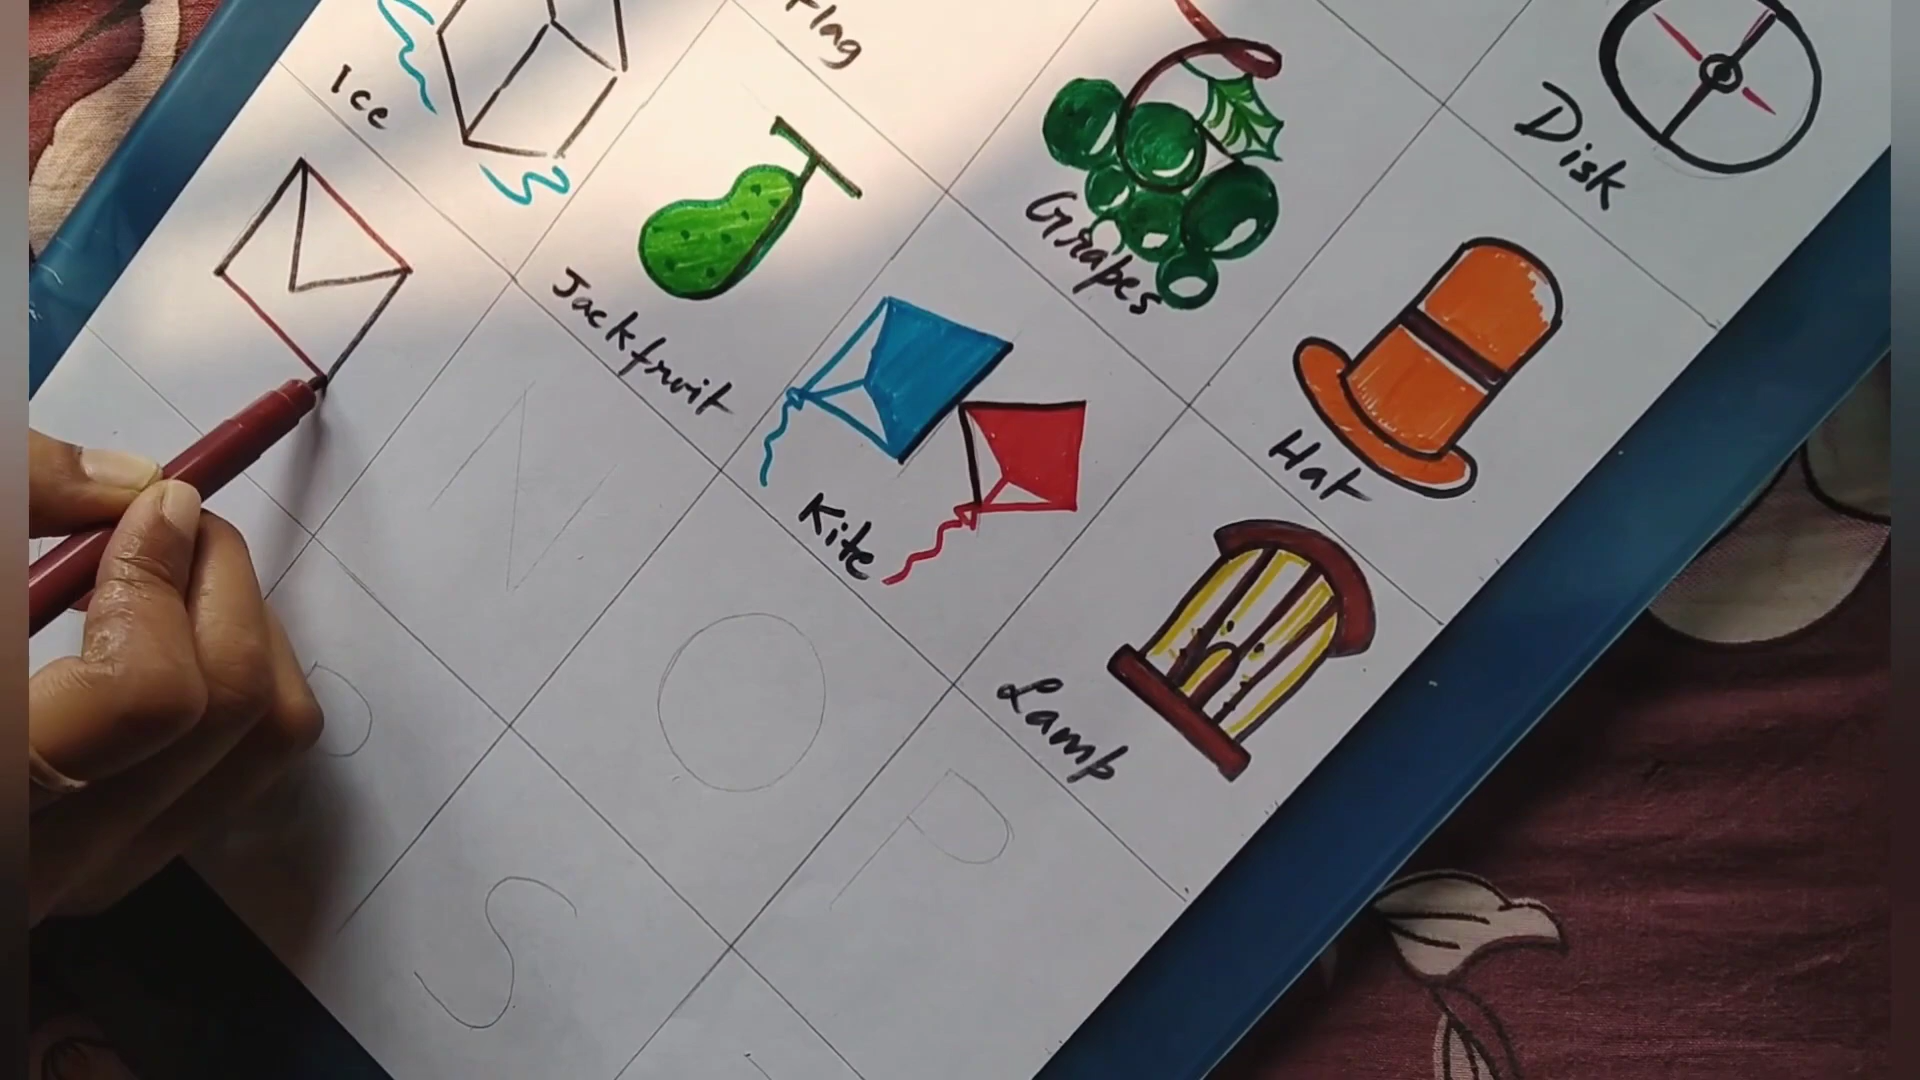 Flag
Disk
Ice
Grapes
Hat
Jackfruit
Kite
Lamp
N
O
P
S